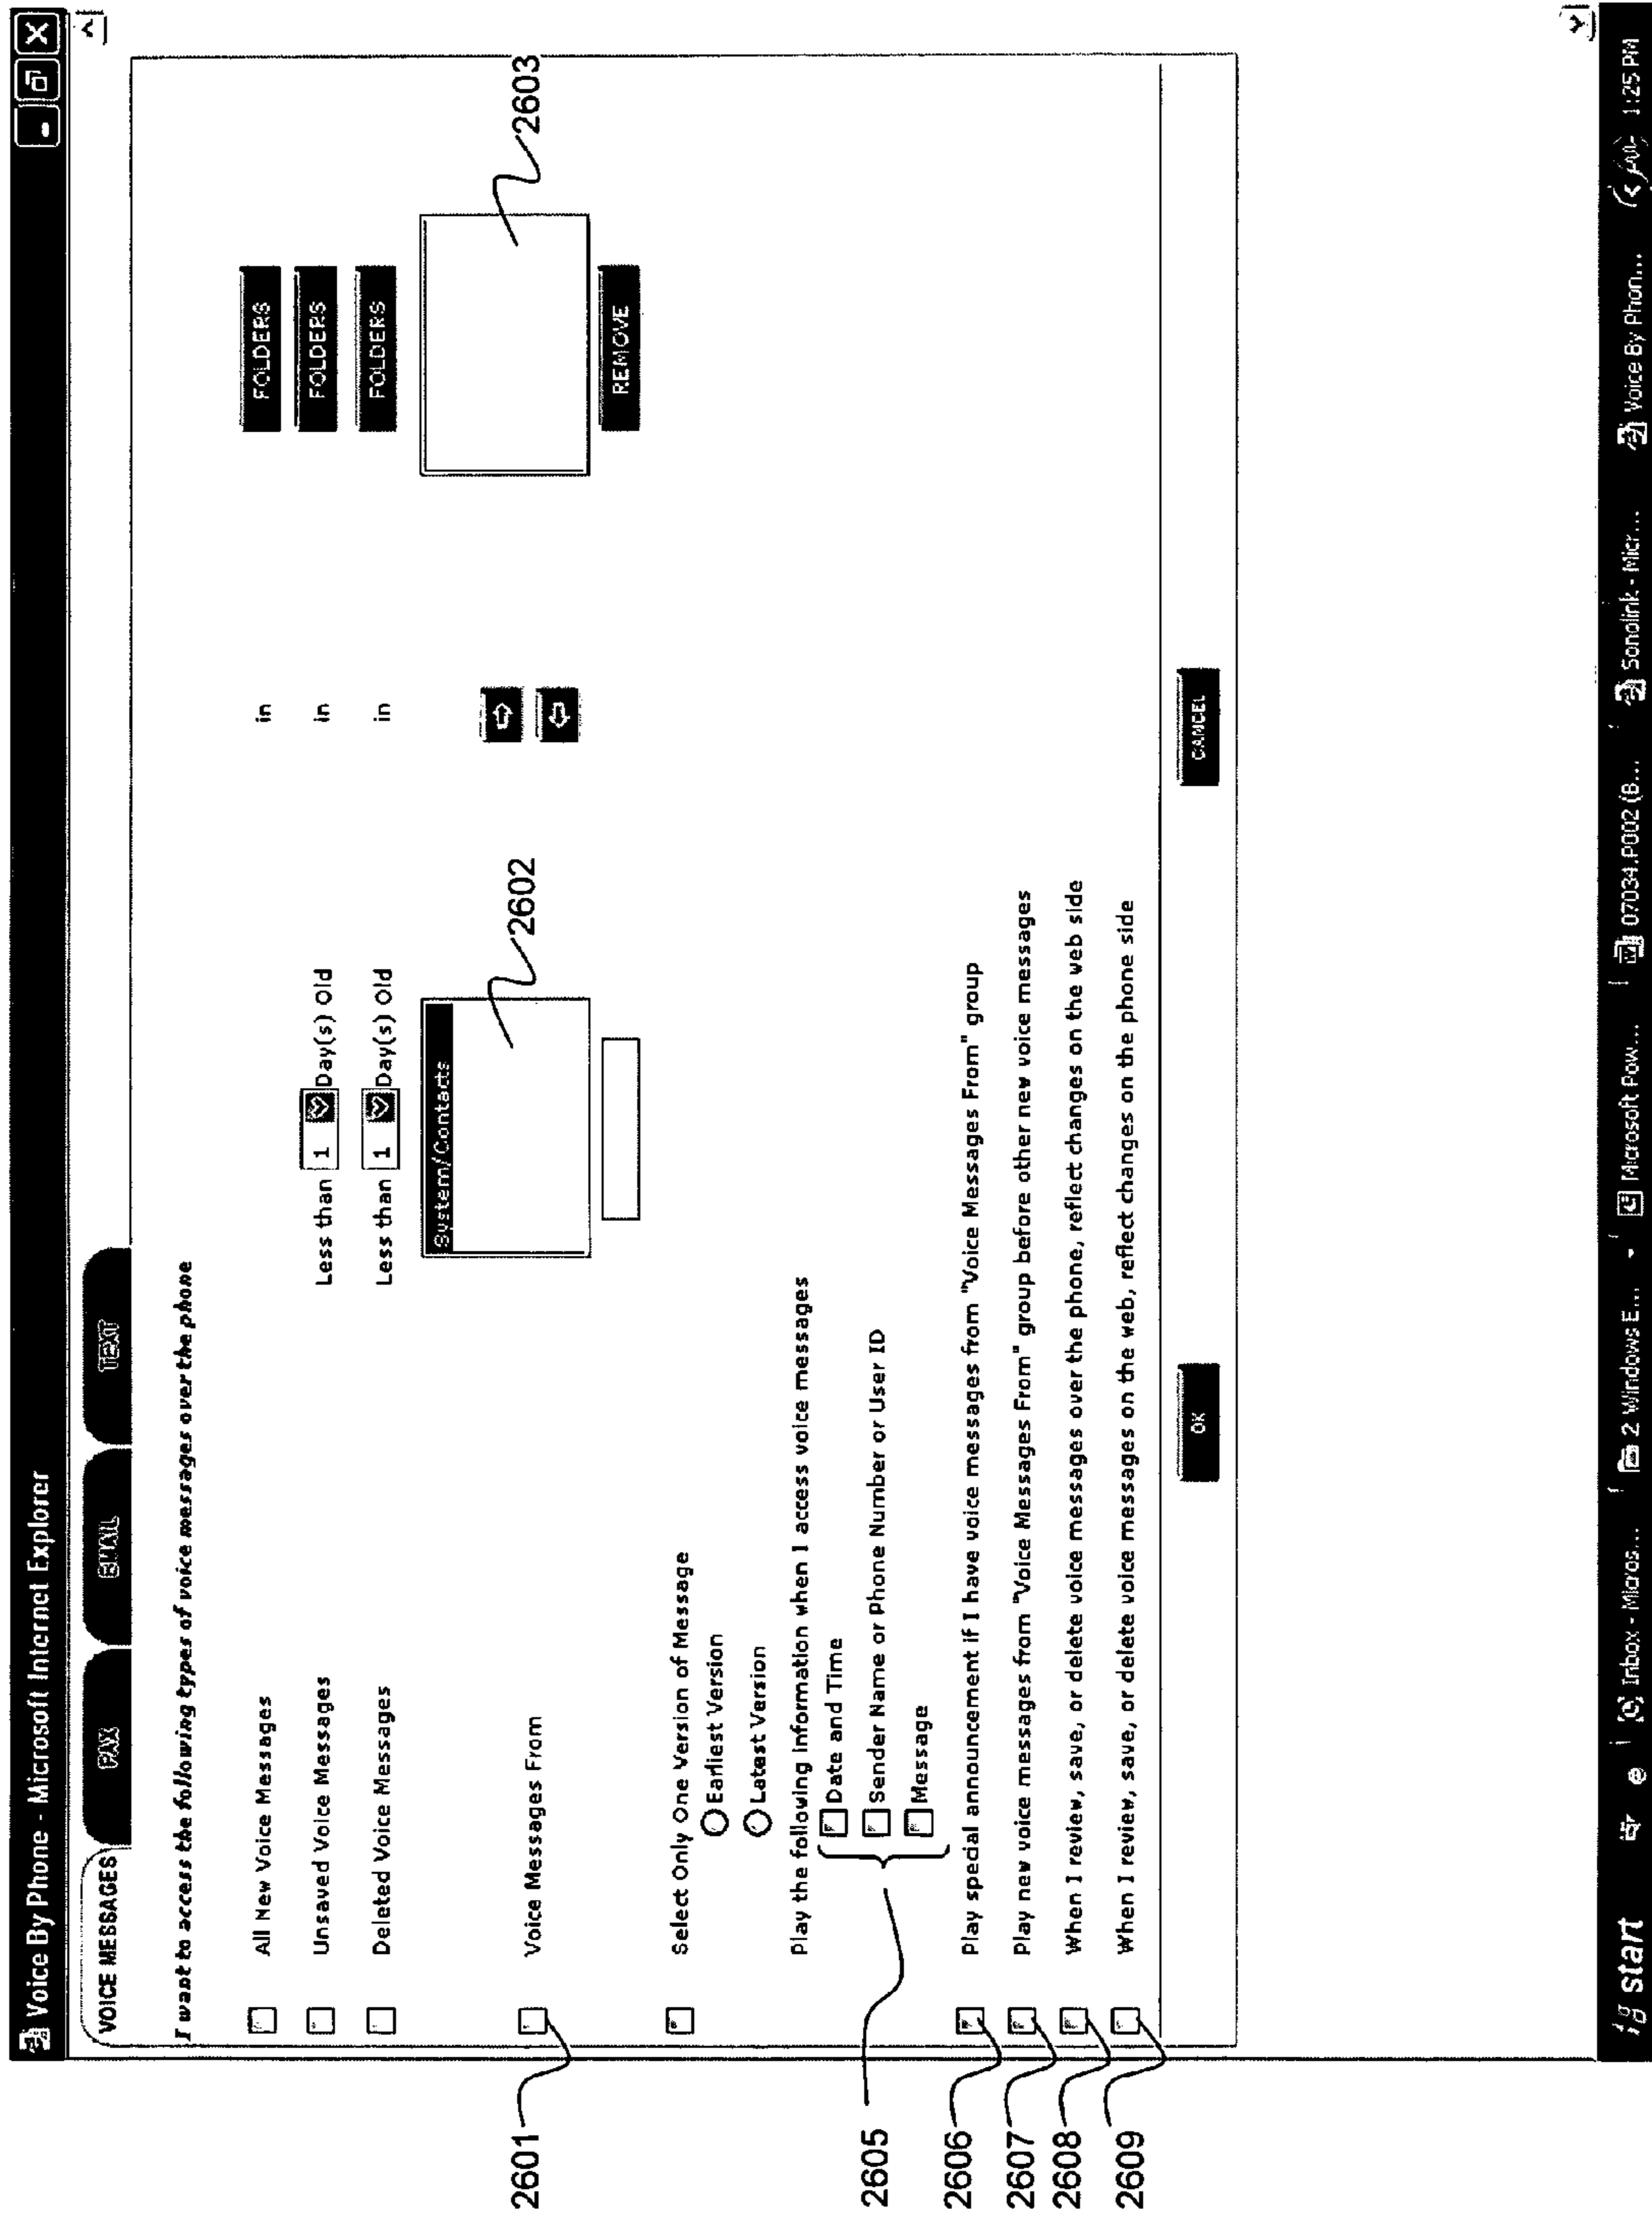 Voice By Phone - Microsoft Internet Explorer
VOICE MESSAGES FAX EMAIL TEXT
I want to access the following types of voice messages over the phone
All New Voice Messages in FOLDERS
Unsaved Voice Messages Less than 1 Day(s) Old in FOLDERS
Deleted Voice Messages Less than 1 Day(s) Old in FOLDERS
System/Contacts
2601 Voice Messages From 2602 2603
REMOVE
Select Only One Version of Message
Earliest Version
Latest Version
Play the following information when I access voice messages
Date and Time
2605 Sender Name or Phone Number or User ID
Message
2606 Play special announcement if I have voice messages from "Voice Messages From" group
2607 Play new voice messages from "Voice Messages From" group before other new voice messages
2608 When I review, save, or delete voice messages over the phone, reflect changes on the web side
2609 When I review, save, or delete voice messages on the web, reflect changes on the phone side
OK CANCEL
start Inbox - Micros... 2 Windows E... Microsoft Pow... 07034.P002 (B... Sonolink - Micr... Voice By Phon... 1:25 PM